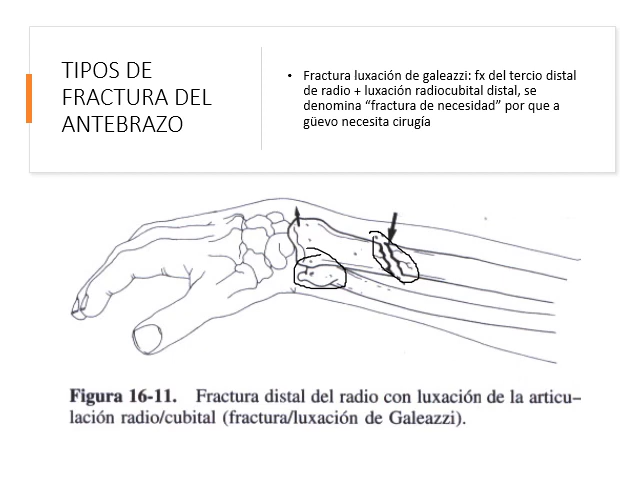 TIPOS DE
FRACTURA DEL
ANTEBRAZO
• Fractura luxación de galeazzi: fx del tercio distal
de radio + luxación radiocubital distal, se
denomina “fractura de necesidad” por que a
güevo necesita cirugía
Figura 16-11. Fractura distal del radio con luxación de la articu-
lación radio/cubital (fractura/luxación de Galeazzi).